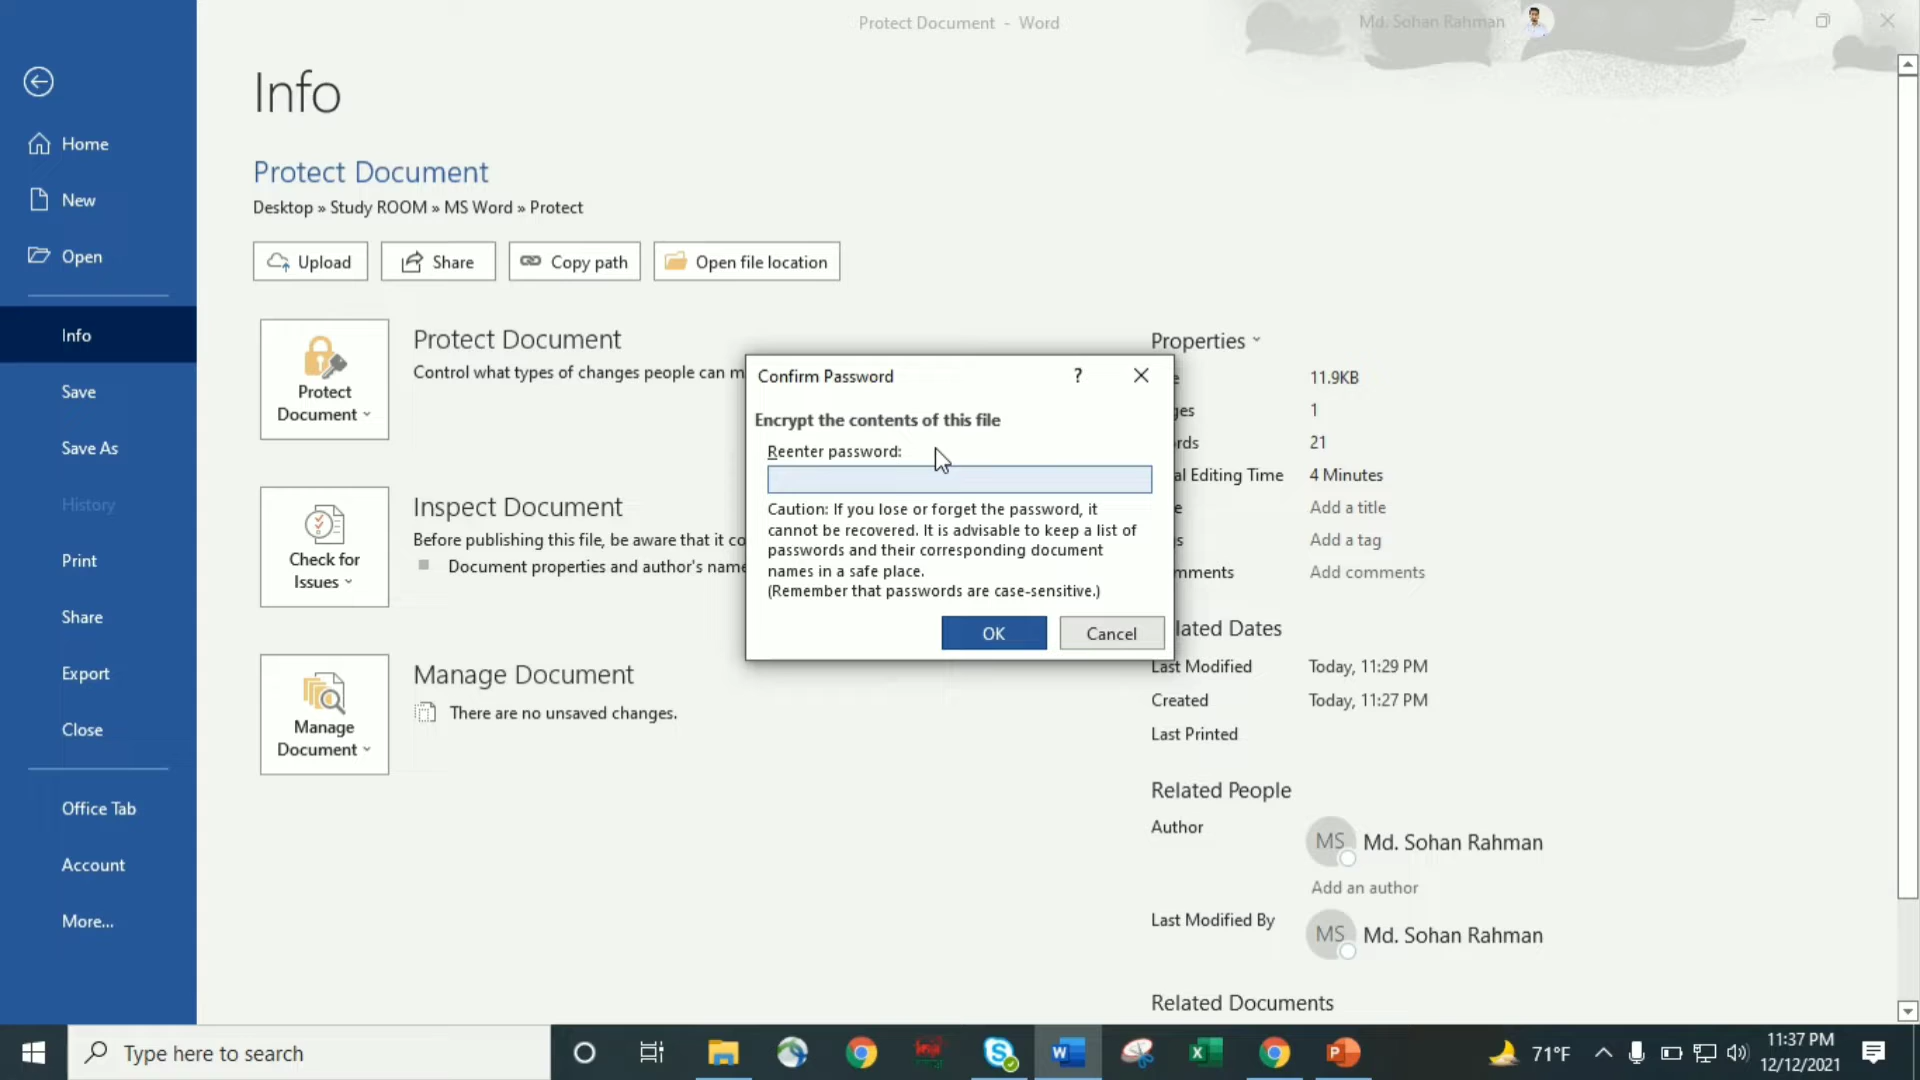 Protect Document - Word
Md. Sohan Rahman
Info
Home
New
Open
Info
Save
Save As
History
Print
Share
Export
Close
Office Tab
Account
More...
Protect Document
Desktop » Study ROOM » MS Word » Protect
Upload
Share
Copy path
Open file location
Protect
Document
Protect Document
Control what types of changes people can m
Check for
Issues
Inspect Document
Before publishing this file, be aware that it co
Document properties and author's name
Manage
Document
Manage Document
There are no unsaved changes.
Confirm Password
?
Encrypt the contents of this file
Reenter password:
Caution: If you lose or forget the password, it
cannot be recovered. It is advisable to keep a list of
passwords and their corresponding document
names in a safe place.
(Remember that passwords are case-sensitive.)
OK
Cancel
Properties
11.9KB
1
21
Editing Time 4 Minutes
Add a title
Add a tag
Add comments
Dates
Last Modified Today, 11:29 PM
Created Today, 11:27 PM
Last Printed
Related People
Author
MS Md. Sohan Rahman
Add an author
Last Modified By
MS Md. Sohan Rahman
Related Documents
Type here to search
71°F
11:37 PM
12/12/2021